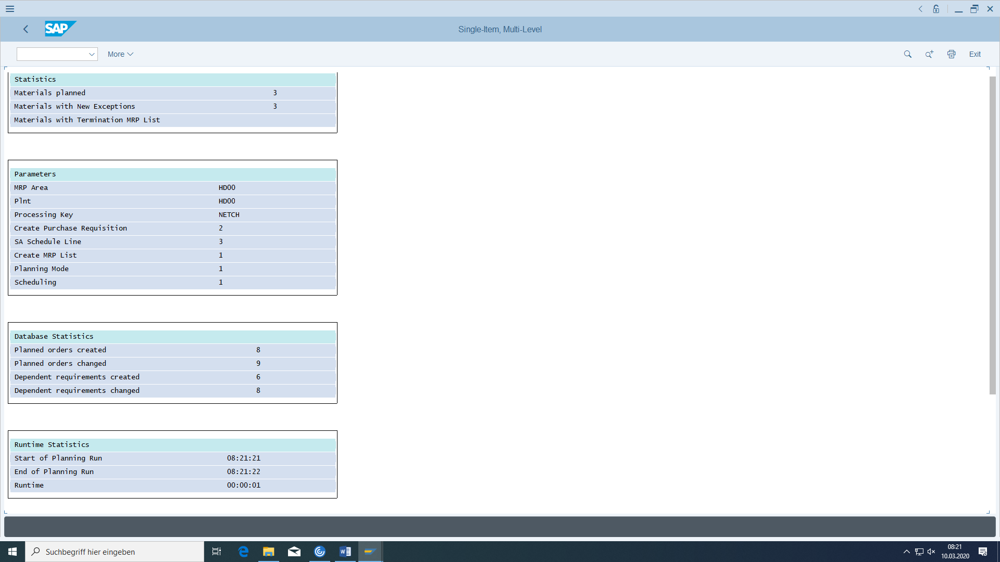 SAP
Single-Item, Multi-Level
More
Exit
Statistics
Materials planned 3
Materials with New Exceptions 3
Materials with Termination MRP List
Parameters
MRP Area HD00
Plnt HD00
Processing Key NETCH
Create Purchase Requisition 2
SA Schedule Line 3
Create MRP List 1
Planning Mode 1
Scheduling 1
Database Statistics
Planned orders created 8
Planned orders changed 9
Dependent requirements created 6
Dependent requirements changed 8
Runtime Statistics
Start of Planning Run 08:21:21
End of Planning Run 08:21:22
Runtime 00:00:01
Suchbegriff hier eingeben
08:21
10.03.2020